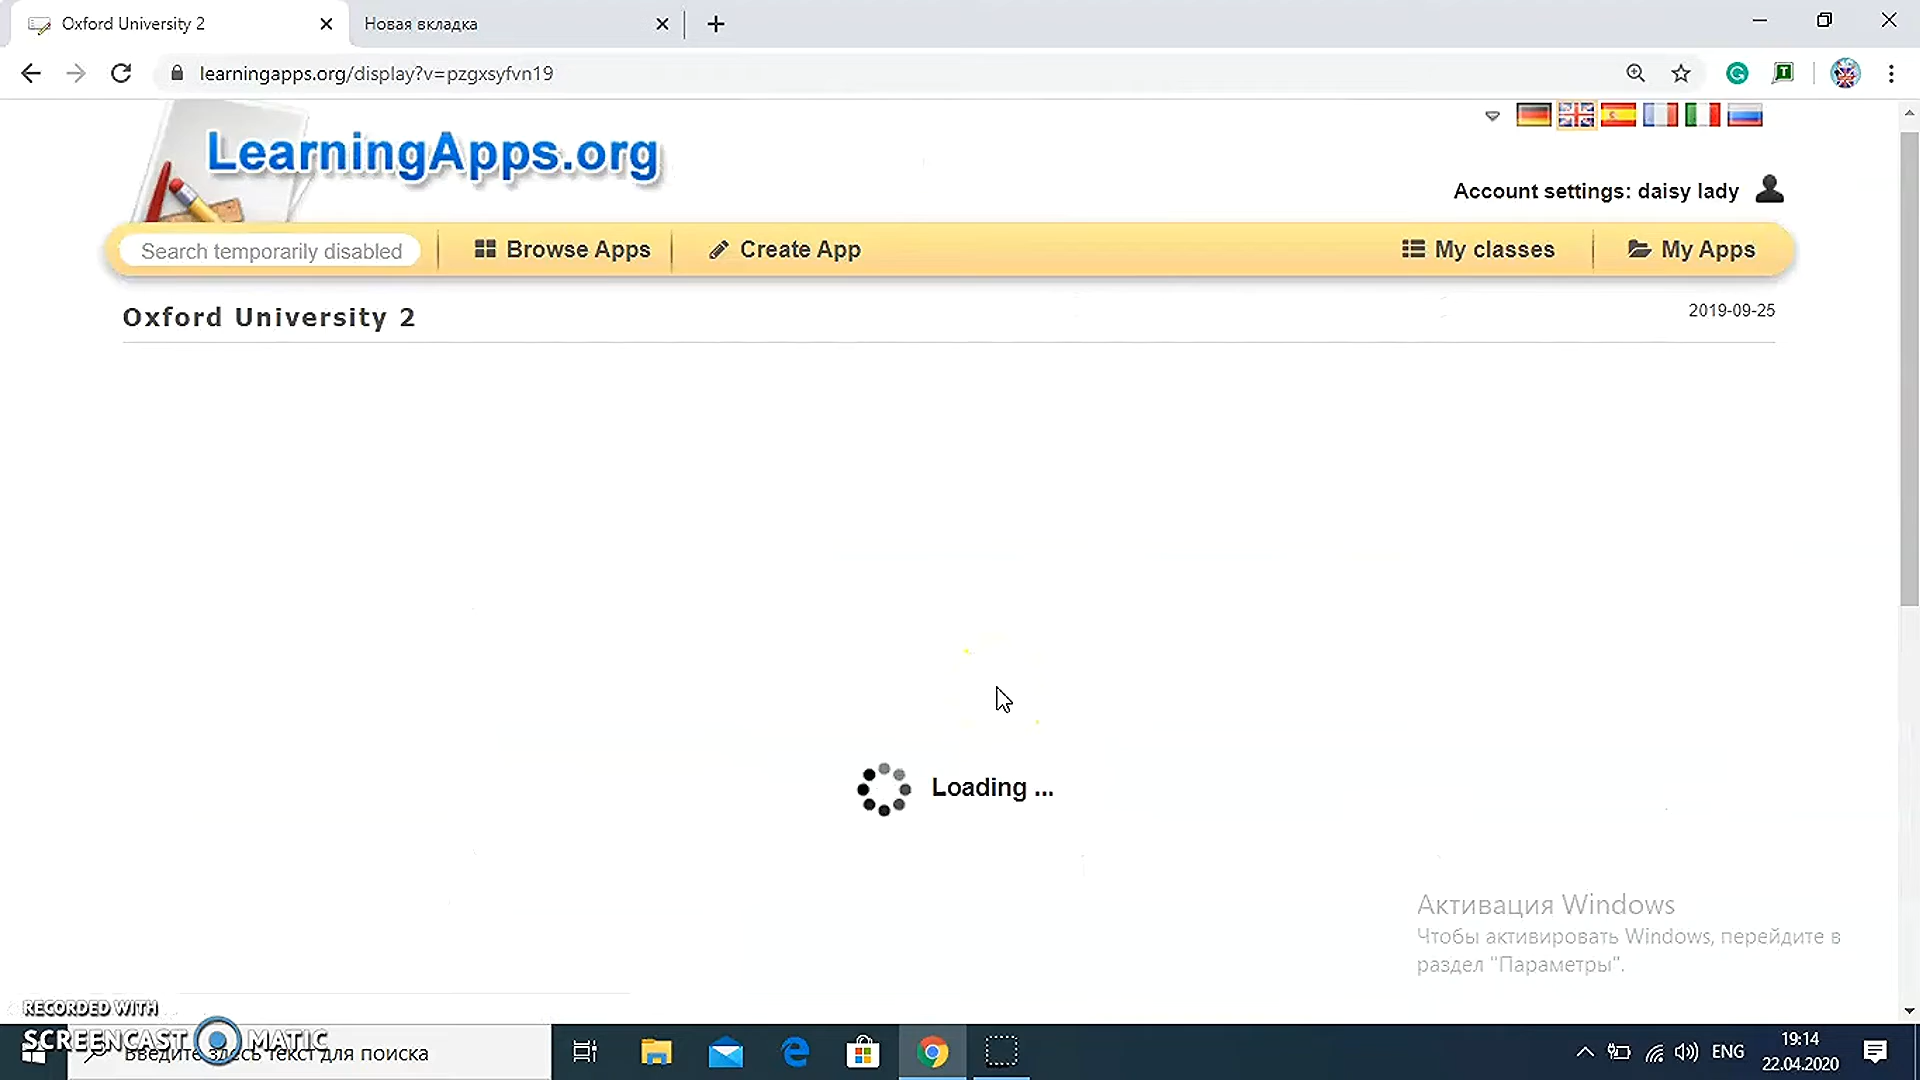 Oxford University 2
Новая вкладка
learningapps.org/display?v=pzgxsyfvn19
LearningApps.org
Account settings: daisy lady
Search temporarily disabled
Browse Apps
Create App
My classes
My Apps
Oxford University 2
2019-09-25
Loading ...
Активация Windows
Чтобы активировать Windows, перейдите в
раздел "Параметры".
RECORDED WITH
SCREENCAST MATIC
Введите здесь текст для поиска
ENG
19:14
22.04.2020